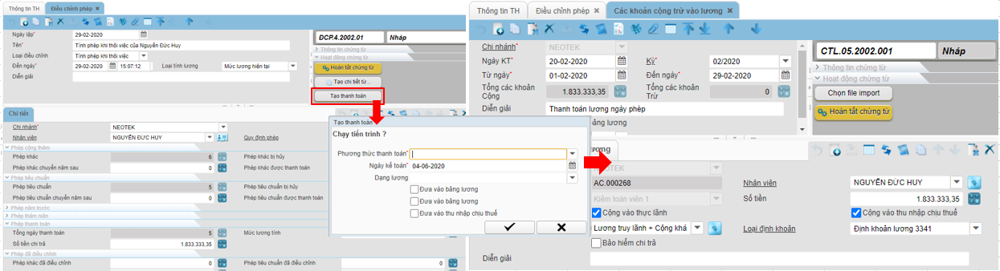 Thông tin TH Điều chỉnh phép ×
Ngày lập* 29-02-2020
Tên* Tính phép khi thôi việc của Nguyễn Đức Huy
Loại điều chỉnh Tính phép khi thôi việc
Đến ngày* 29-02-2020 15:07:12 Loại tính lương Mức lương hiện tại
Diễn giải
DCP.4.2002.01 Nháp
Thông tin chứng từ
Hoạt động chứng từ
Hoàn tất chứng từ
Tạo chi tiết từ...
Tạo thanh toán
Chi tiết
Chi nhánh* NEOTEK
Nhân viên* NGUYỄN ĐỨC HUY Quy định phép
Phép cộng thêm
Phép khác 6 Phép khác bị hủy
Phép khác chuyển năm sau 0 Phép khác được thanh toán
Phép tiêu chuẩn
Phép tiêu chuẩn 5 Phép tiêu chuẩn bị hủy
Phép tiêu chuẩn chuyển năm sau 0 Phép tiêu chuẩn được thanh toán
Phép năm trước
Phép thâm niên
Phép thanh toán
Tổng ngày thanh toán 5 Mức lương tính
Số tiền chi trả 1.833.333,35
Phép đã điều chỉnh
Phép khác đã điều chỉnh 0 Phép tiêu chuẩn đã điều chỉnh 0
Tạo thanh toán
Chạy tiến trình ?
Phương thức thanh toán*
Ngày kế toán* 04-06-2020
Dạng lương
Đưa vào bảng lương
Đưa vào bảng lương
Đưa vào thu nhập chịu thuế
Thông tin TH Điều chỉnh phép × Các khoản cộng trừ vào lương ×
Chi nhánh* NEOTEK
Ngày KT* 20-02-2020 Kỳ* 02/2020
Từ ngày* 01-02-2020 Đến ngày* 29-02-2020
Tổng các khoản Cộng 1.833.333,35 Tổng các khoản Trừ 0
Diễn giải Thanh toán lương ngày phép
bảng lương
CTL.05.2002.001 Nháp
Thông tin chứng từ
Hoạt động chứng từ
Chọn file import
Hoàn tất chứng từ
ương
NEOTEK
AC.000268 Nhân viên* NGUYỄN ĐỨC HUY
Kiểm toán viên 1 Số tiền 1.833.333,35
Cộng vào thực lãnh Cộng vào thu nhập chịu thuế
Lương truy lãnh + Cộng khá Loại định khoản* Định khoản lương 3341
Bảo hiểm chi trả
Diễn giải